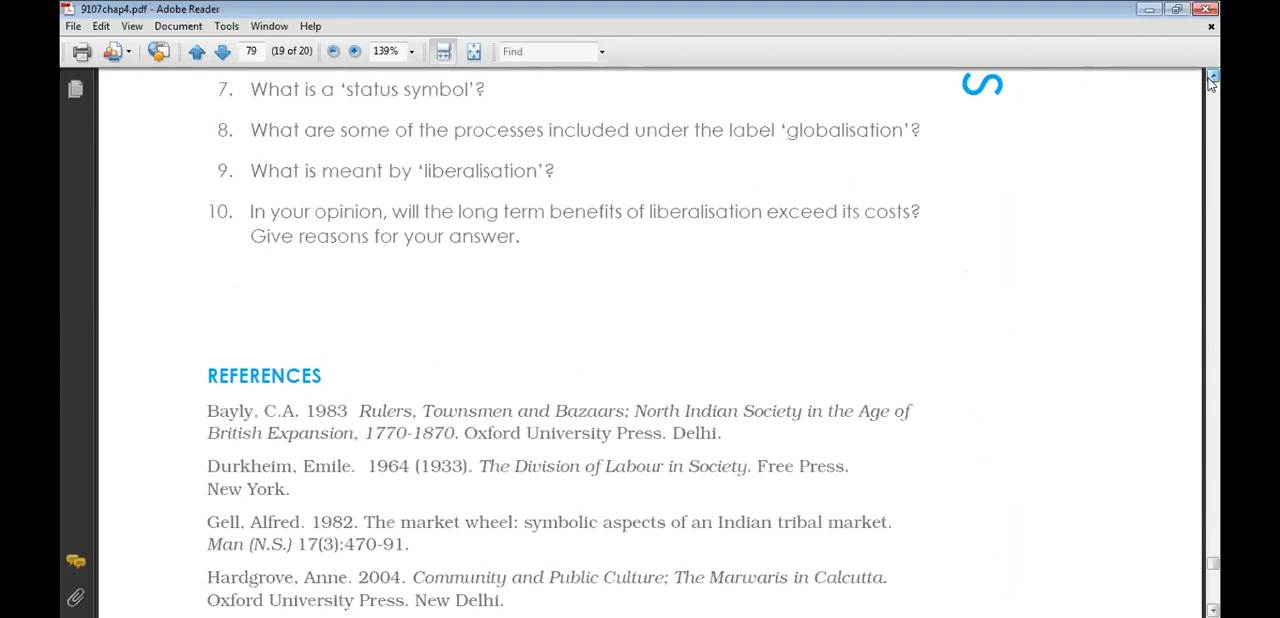 9107chap4.pdf - Adobe Reader
File Edit View Document Tools Window Help
79 (19 of 20) 139% Find
7. What is a ‘status symbol’?
S
8. What are some of the processes included under the label ‘globalisation’?
9. What is meant by ‘liberalisation’?
10. In your opinion, will the long term benefits of liberalisation exceed its costs?
Give reasons for your answer.
REFERENCES
Bayly, C.A. 1983 Rulers, Townsmen and Bazaars; North Indian Society in the Age of
British Expansion, 1770-1870. Oxford University Press. Delhi.
Durkheim, Emile. 1964 (1933). The Division of Labour in Society. Free Press.
New York.
Gell, Alfred. 1982. The market wheel: symbolic aspects of an Indian tribal market.
Man (N.S.) 17(3):470-91.
Hardgrove, Anne. 2004. Community and Public Culture; The Marwaris in Calcutta.
Oxford University Press. New Delhi.